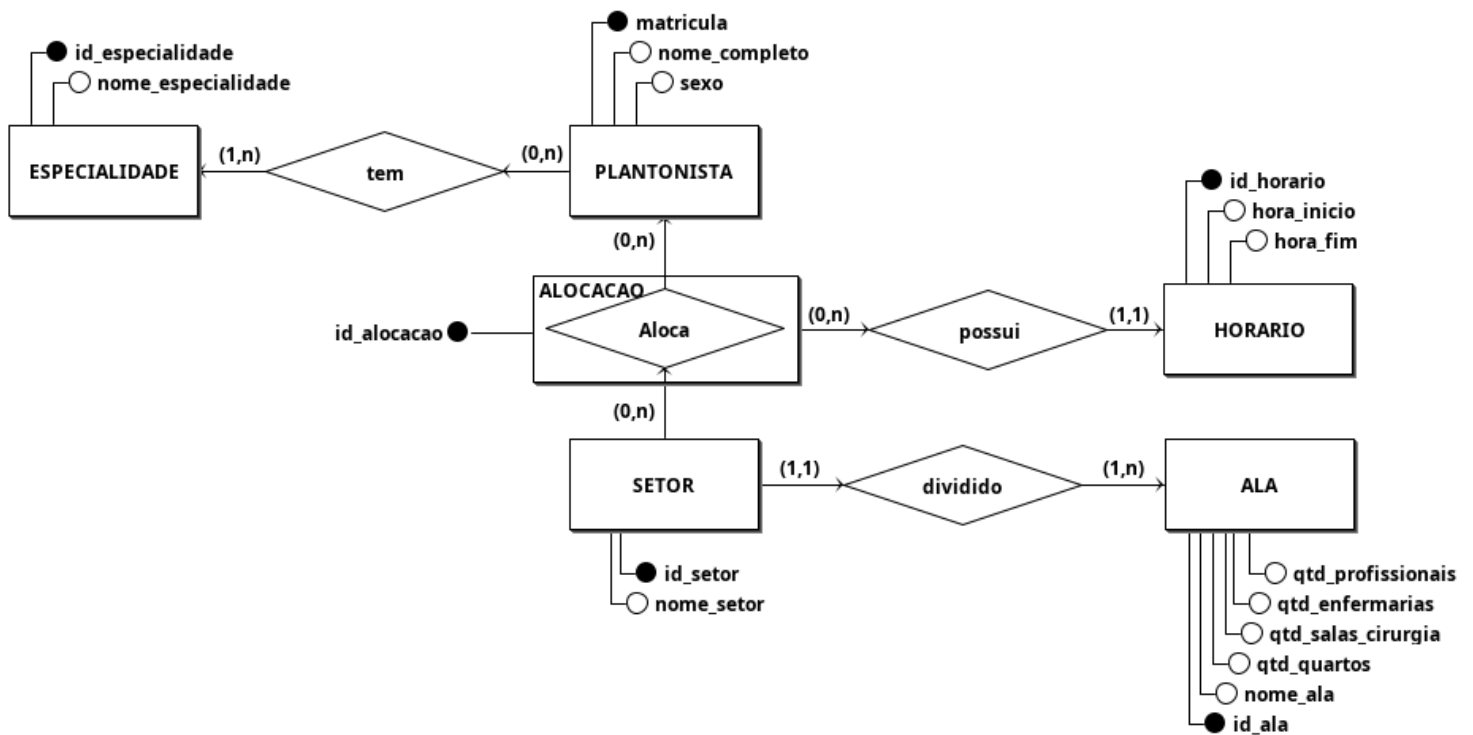 matricula
nome_completo
sexo
id_especialidade
nome_especialidade
ESPECIALIDADE
(1,n)
tem
(0,n)
PLANTONISTA
(0,n)
id_horario
hora_inicio
hora_fim
ALOCACAO
id_alocacao
Aloca
(0,n)
possui
(1,1)
HORARIO
(0,n)
SETOR
(1,1)
dividido
(1,n)
ALA
id_setor
nome_setor
qtd_profissionais
qtd_enfermarias
qtd_salas_cirurgia
qtd_quartos
nome_ala
id_ala